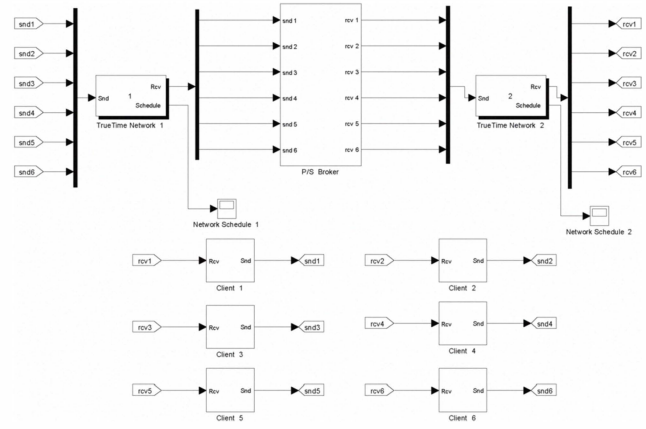 snd1
snd2
snd3
snd4
snd5
snd6
Snd
1
Rcv
Schedule
TrueTime Network 1
Network Schedule 1
snd 1
snd 2
snd 3
snd 4
snd 5
snd 6
rcv 1
rcv 2
rcv 3
rcv 4
rcv 5
rcv 6
P/S Broker
Snd
2
Rcv
Schedule
TrueTime Network 2
Network Schedule 2
rcv1
rcv2
rcv3
rcv4
rcv5
rcv6
rcv1
Rcv Snd
snd1
Client 1
rcv2
Rcv Snd
snd2
Client 2
rcv3
Rcv Snd
snd3
Client 3
rcv4
Rcv Snd
snd4
Client 4
rcv5
Rcv Snd
snd5
Client 5
rcv6
Rcv Snd
snd6
Client 6